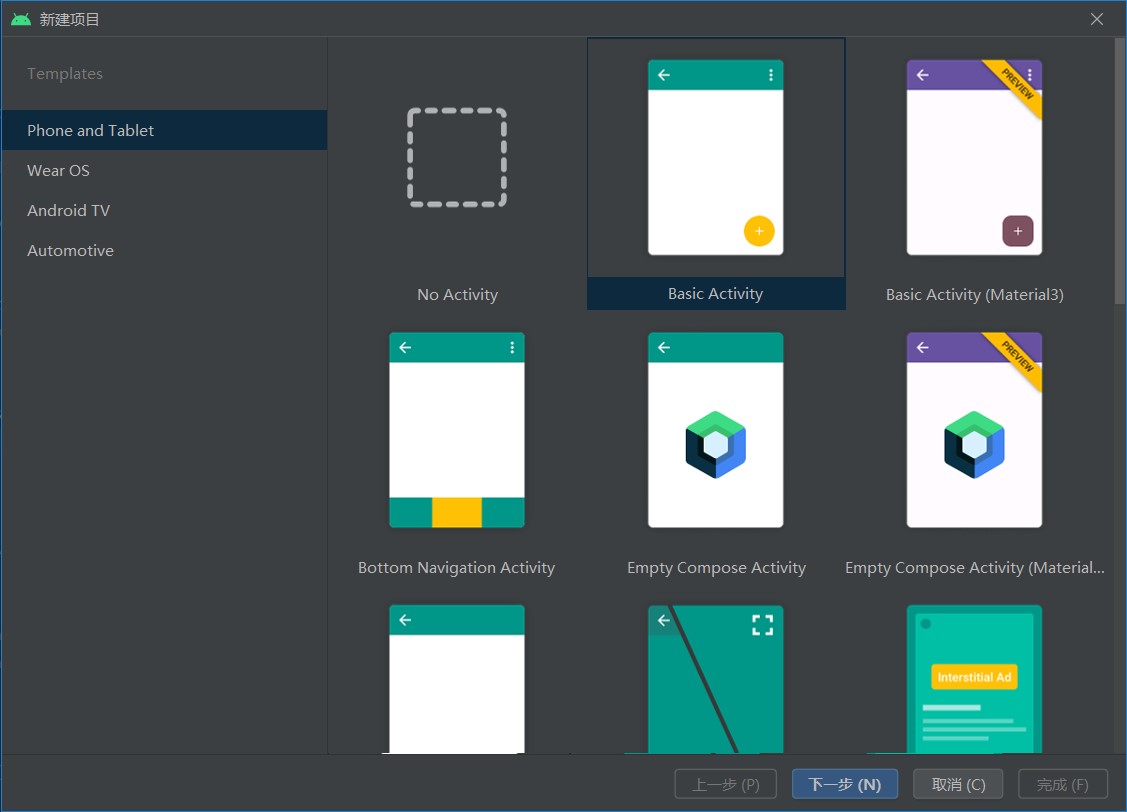 新建项目
Templates
Phone and Tablet
Wear OS
Android TV
Automotive
No Activity
Basic Activity
PREVIEW
Basic Activity (Material3)
Bottom Navigation Activity
Empty Compose Activity
PREVIEW
Empty Compose Activity (Material...
Interstitial Ad
上一步 (P)
下一步 (N)
取消 (C)
完成 (F)